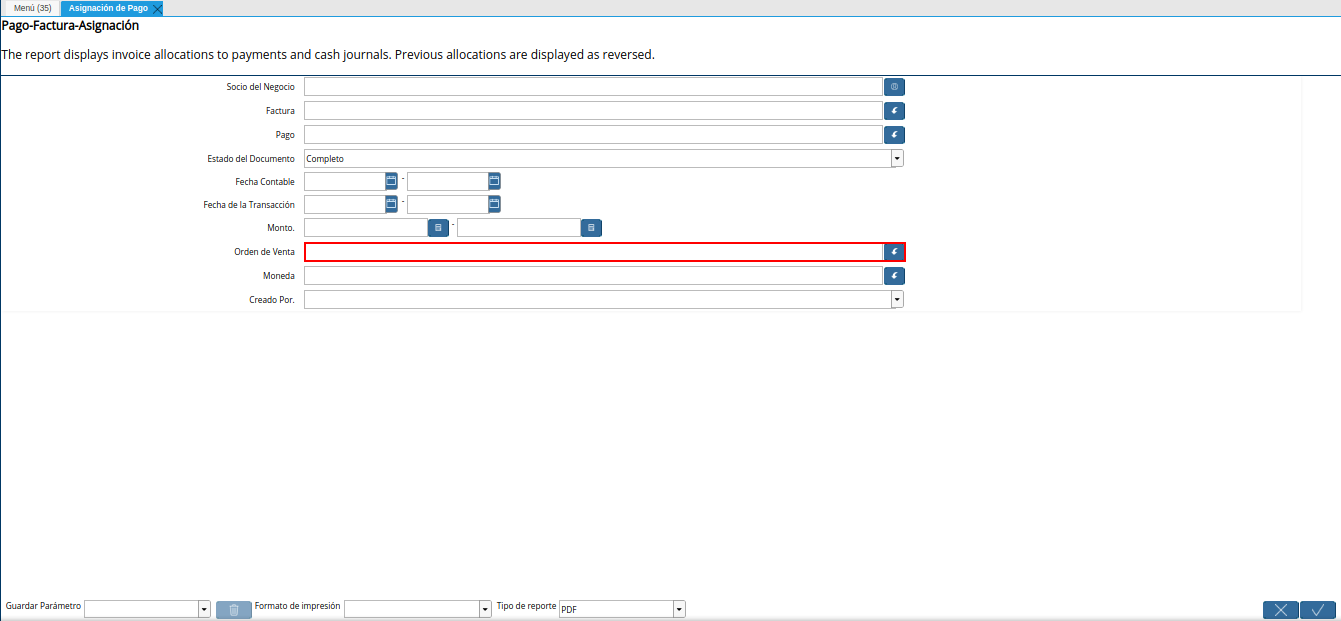 Menú (35) Asignación de Pago
Pago-Factura-Asignación
The report displays invoice allocations to payments and cash journals. Previous allocations are displayed as reversed.
Socio del Negocio
Factura
Pago
Estado del Documento Completo
Fecha Contable -
Fecha de la Transacción -
Monto. -
Orden de Venta
Moneda
Creado Por.
Guardar Parámetro Formato de impresión Tipo de reporte PDF